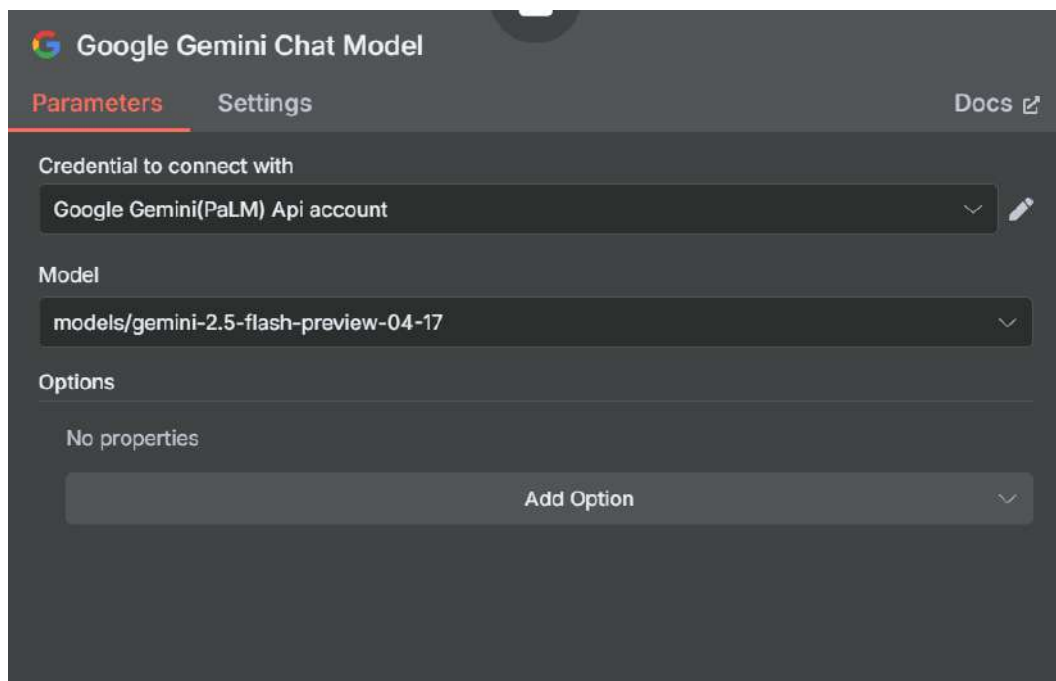 Google Gemini Chat Model
Parameters Settings Docs
Credential to connect with
Google Gemini(PaLM) Api account
Model
models/gemini-2.5-flash-preview-04-17
Options
No properties
Add Option